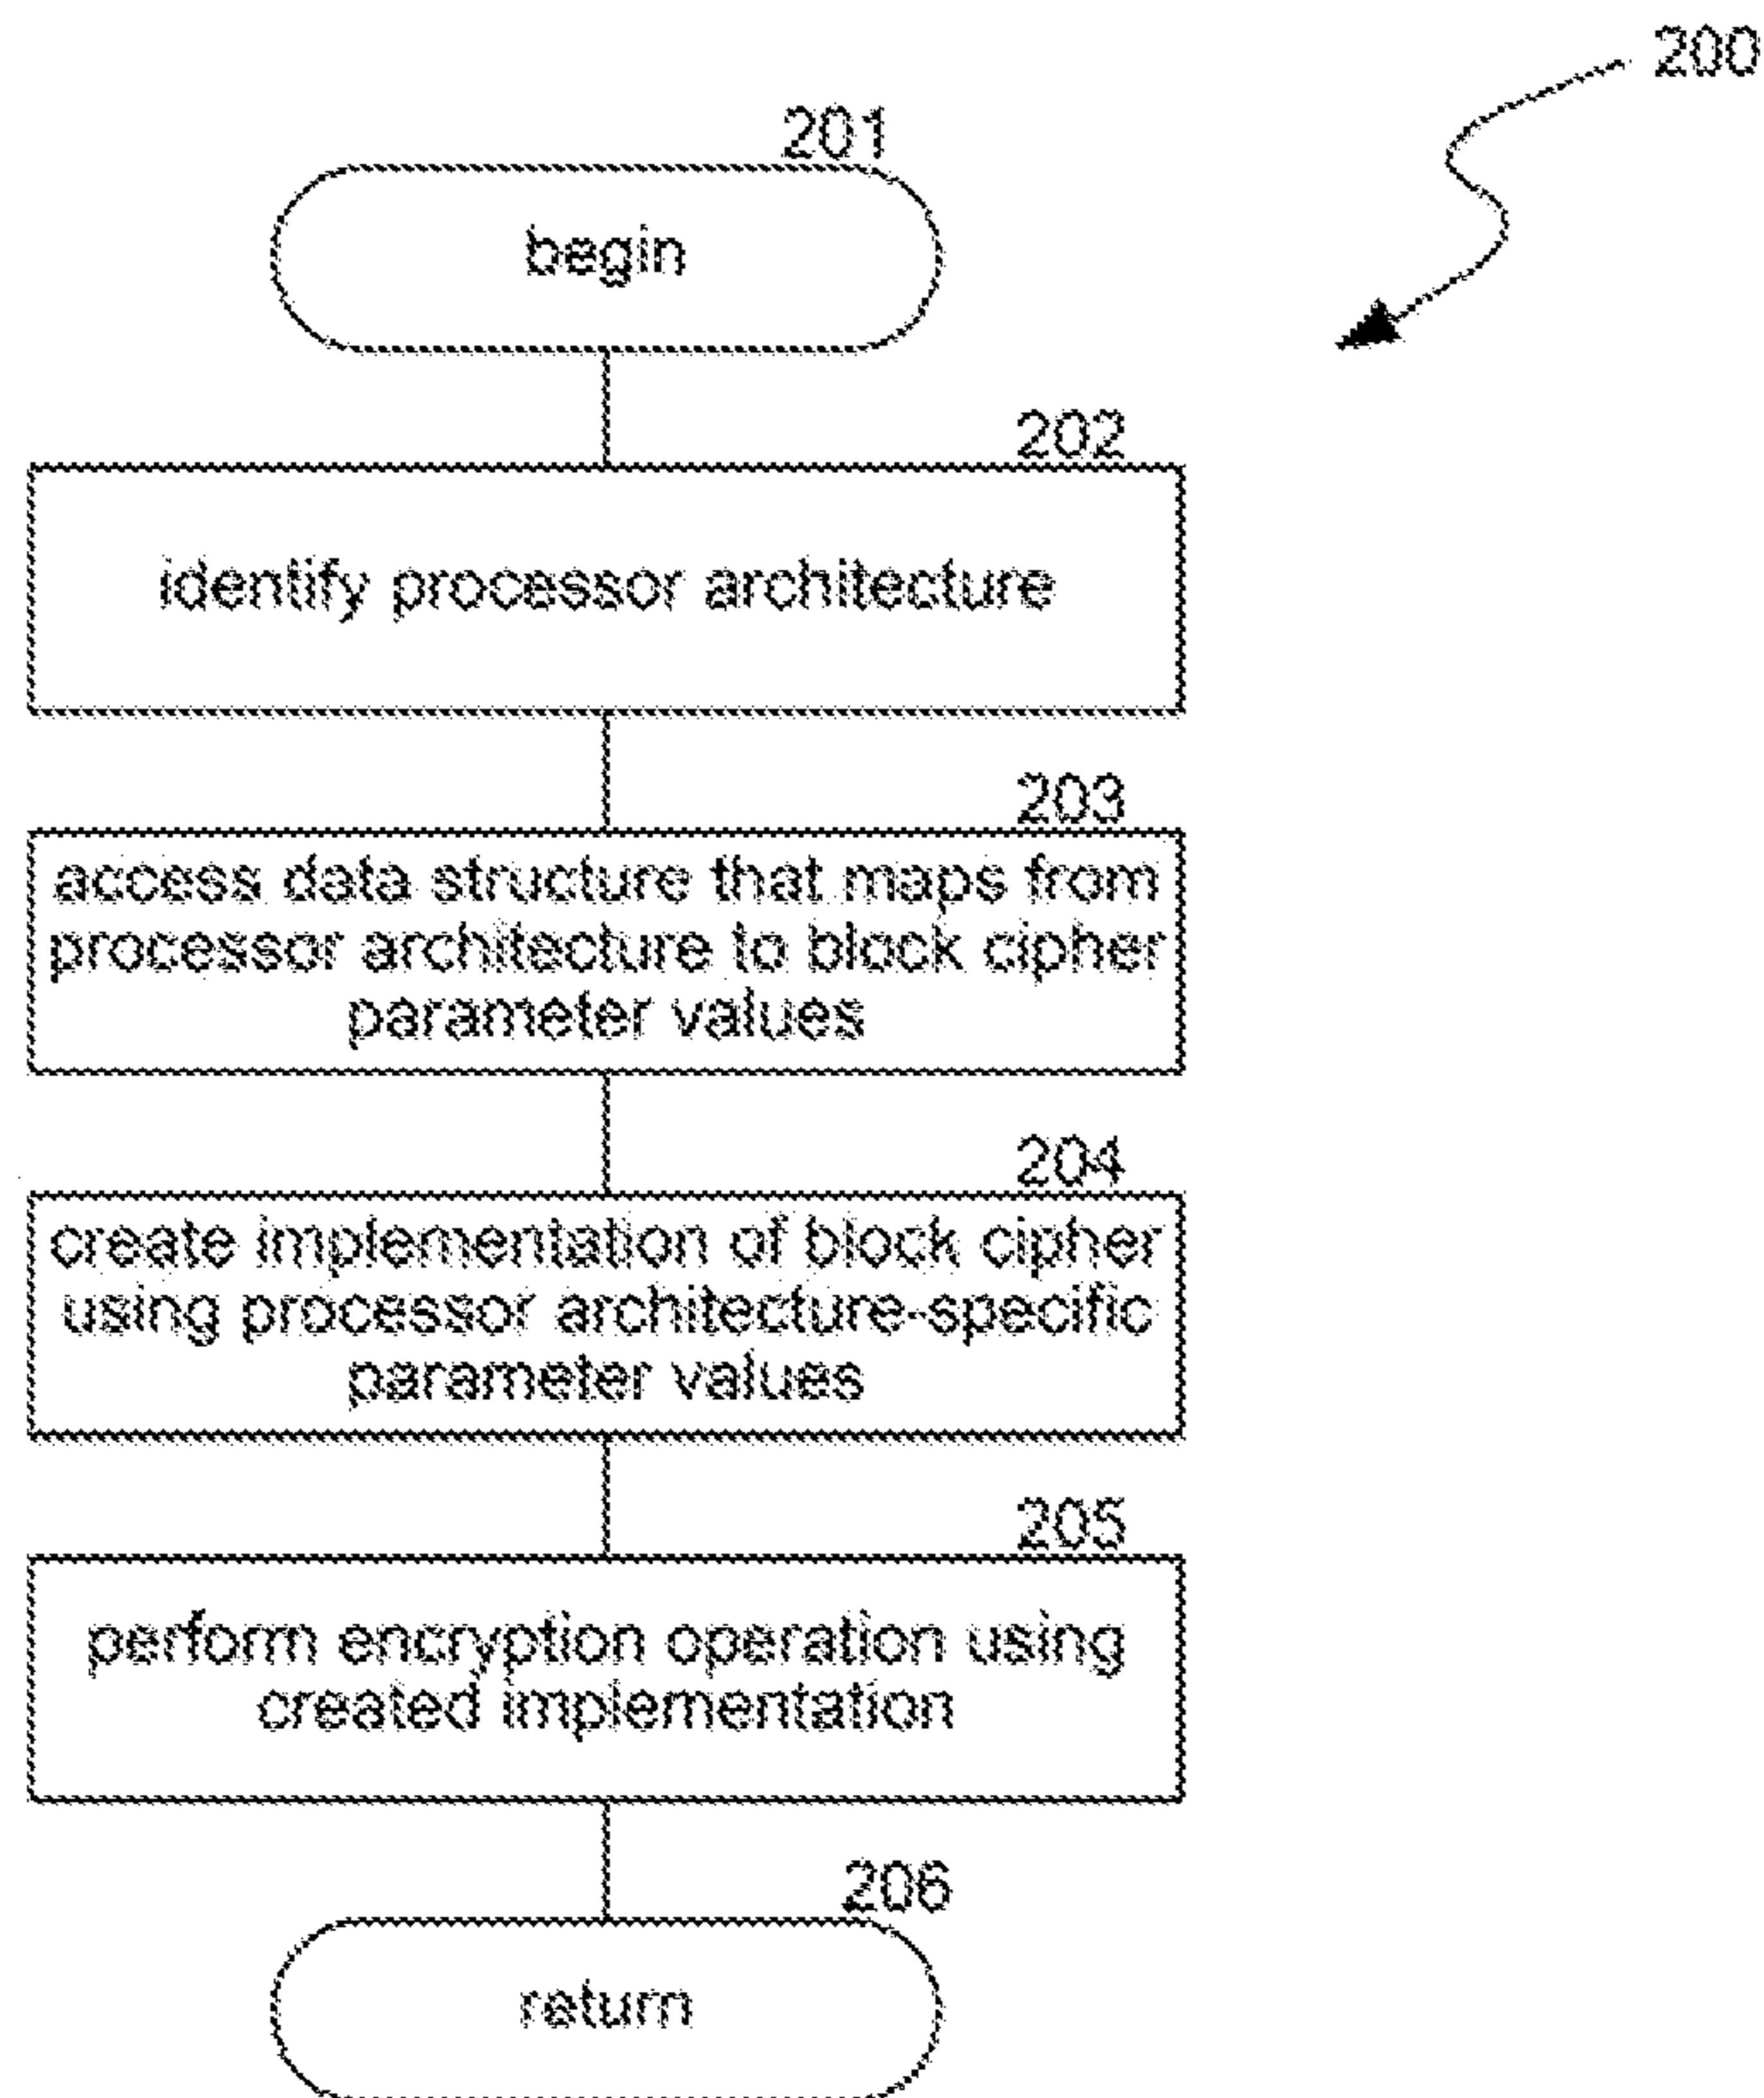 200
201
begin
202
identify processor architecture
203
access data structure that maps from
processor architecture to block cipher
parameter values
204
create implementation of block cipher
using processor architecture-specific
parameter values
205
perform encryption operation using
created implementation
206
return